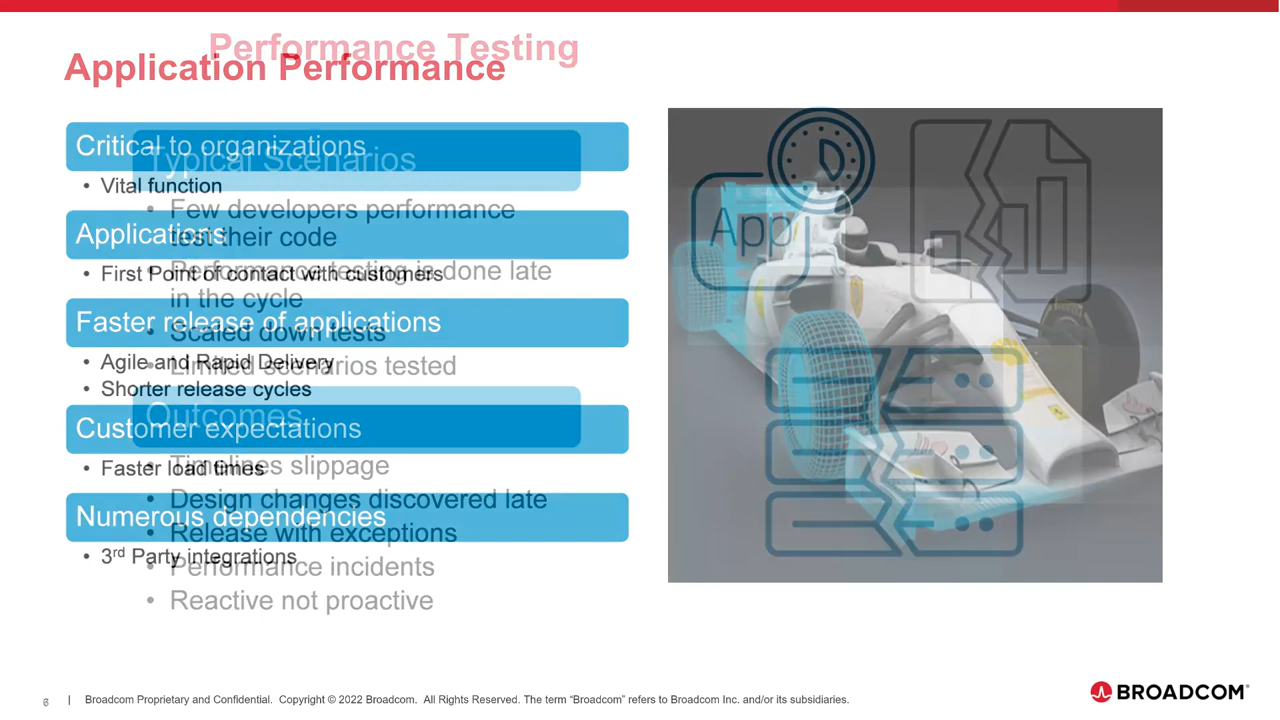 Performance Testing
Application Performance
Critical to organizations
• Vital function
Applications
• First Point of contact with customers
Faster release of applications
• Agile and Rapid Delivery
• Shorter release cycles
Customer expectations
• Faster load times
Numerous dependencies
• 3rd Party integrations
Typical Scenarios
• Few developers performance
test their code
• Performance testing is done late
in the cycle
• Scaled down tests
• Limited scenarios tested
Outcomes
• Timelines slippage
• Design changes discovered late
• Release with exceptions
• Performance incidents
• Reactive not proactive
App
| Broadcom Proprietary and Confidential. Copyright © 2022 Broadcom. All Rights Reserved. The term “Broadcom” refers to Broadcom Inc. and/or its subsidiaries.
BROADCOM®